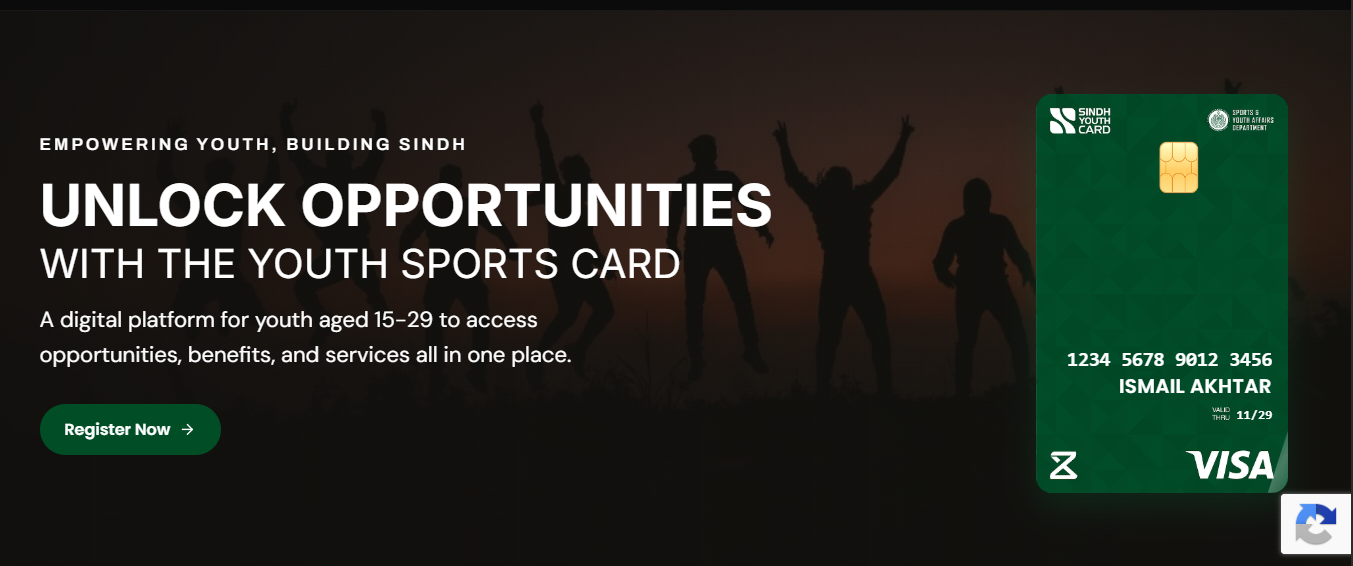 EMPOWERING YOUTH, BUILDING SINDH
UNLOCK OPPORTUNITIES
WITH THE YOUTH SPORTS CARD
A digital platform for youth aged 15-29 to access
opportunities, benefits, and services all in one place.
Register Now
SINDH
YOUTH
CARD
SPORTS &
YOUTH AFFAIRS
DEPARTMENT
1234 5678 9012 3456
ISMAIL AKHTAR
VALID
THRU 11/29
VISA